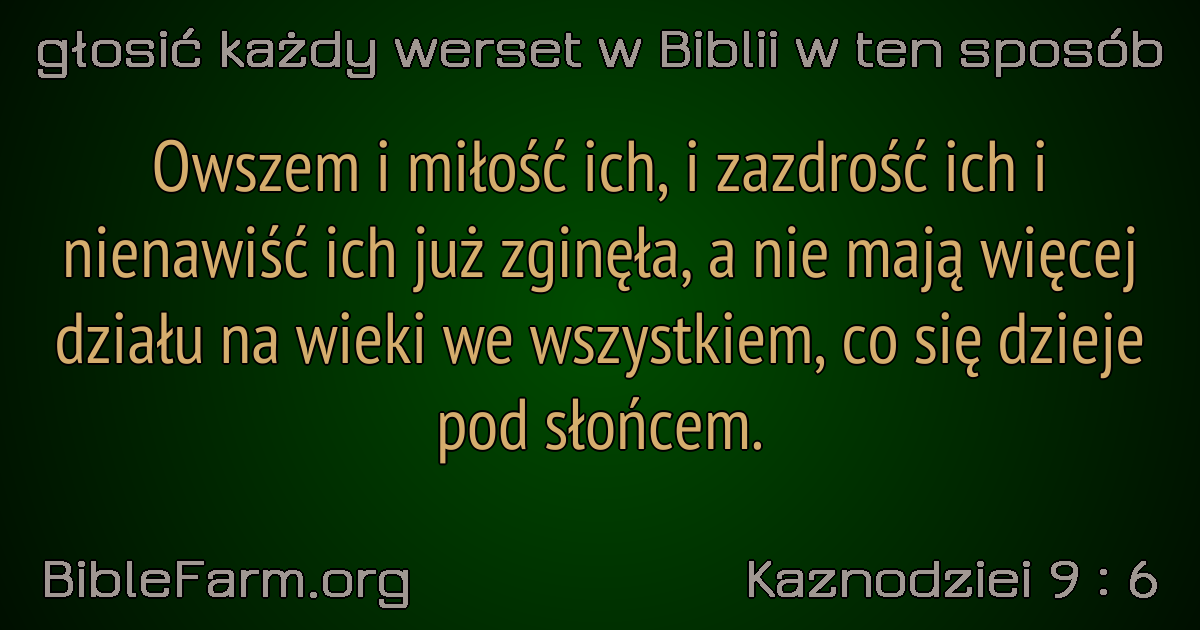 głosić każdy werset w Biblii w ten sposób
Owszem i miłość ich, i zazdrość ich i
nienawiść ich już zginęła, a nie mają więcej
działu na wieki we wszystkiem, co się dzieje
pod słońcem.
BibleFarm.org
Kaznodziei 9 : 6